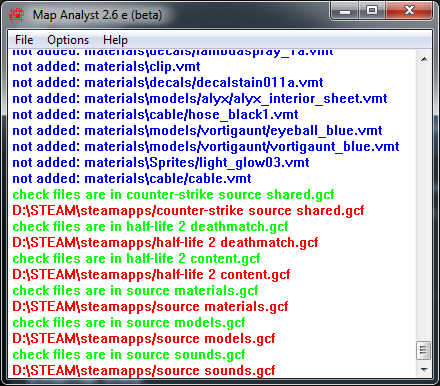 Map Analyst 2.6 e (beta)
File Options Help
not added: materials\decals/lambdaspray_1a.vmt
not added: materials\clip.vmt
not added: materials\decals/decalstain011a.vmt
not added: materials\models/alyx/alyx_interior_sheet.vmt
not added: materials\cable/hose_black1.vmt
not added: materials\models/vortigaunt/eyeball_blue.vmt
not added: materials\models/vortigaunt/vortigaunt_blue.vmt
not added: materials\Sprites/light_glow03.vmt
not added: materials\cable/cable.vmt
check files are in counter-strike source shared.gcf
D:\STEAM\steamapps/counter-strike source shared.gcf
check files are in half-life 2 deathmatch.gcf
D:\STEAM\steamapps/half-life 2 deathmatch.gcf
check files are in half-life 2 content.gcf
D:\STEAM\steamapps/half-life 2 content.gcf
check files are in source materials.gcf
D:\STEAM\steamapps/source materials.gcf
check files are in source models.gcf
D:\STEAM\steamapps/source models.gcf
check files are in source sounds.gcf
D:\STEAM\steamapps/source sounds.gcf